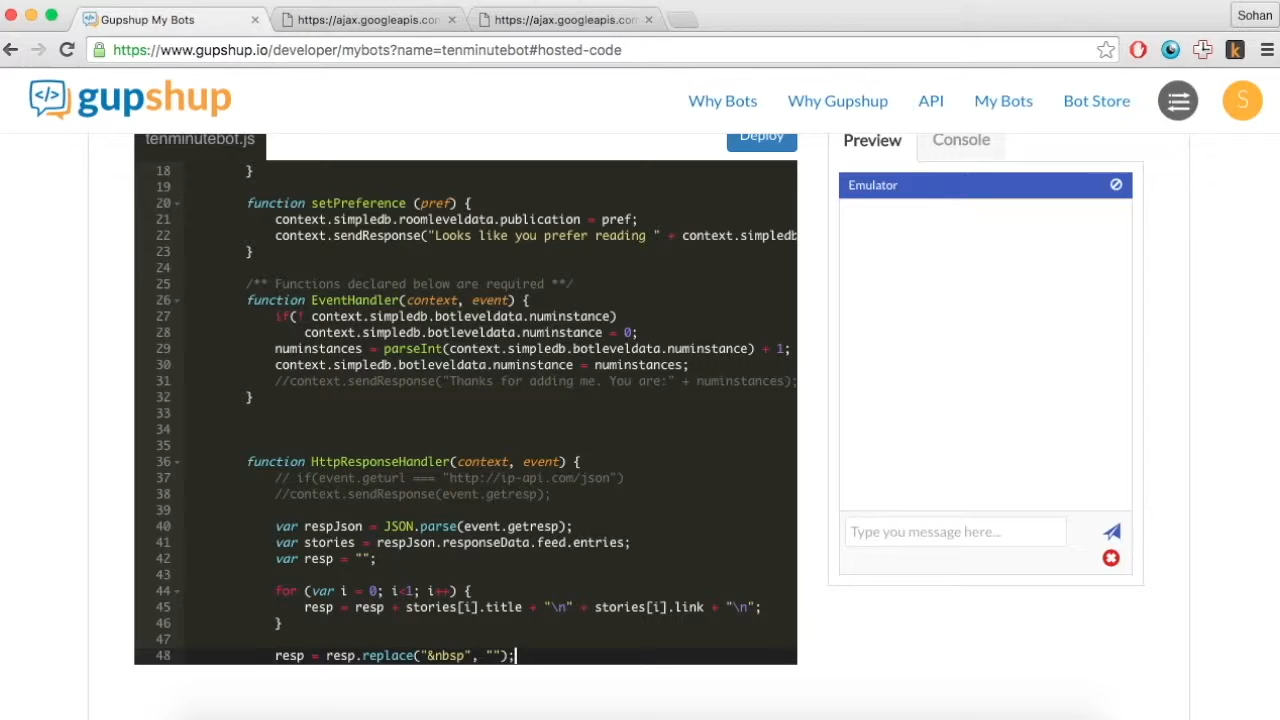 Gupshup My Bots
https://ajax.googleapis.con
https://ajax.googleapis.con
Sohan
https://www.gupshup.io/developer/mybots?name=tenminutebot#hosted-code
gupshup
Why Bots
Why Gupshup
API
My Bots
Bot Store
S
tenminutebot.js
Deploy
Preview
Console
18 }
19
20 function setPreference (pref) {
21 context.simpledb.roomleveldata.publication = pref;
22 context.sendResponse("Looks like you prefer reading " + context.simpledb
23 }
24
25 /** Functions declared below are required **/
26 function EventHandler(context, event) {
27 if(! context.simpledb.botleveldata.numinstance)
28 context.simpledb.botleveldata.numinstance = 0;
29 numinstances = parseInt(context.simpledb.botleveldata.numinstance) + 1;
30 context.simpledb.botleveldata.numinstance = numinstances;
31 //context.sendResponse("Thanks for adding me. You are:" + numinstances);
32 }
33
34
35
36 function HttpResponseHandler(context, event) {
37 // if(event.geturl === "http://ip-api.com/json")
38 //context.sendResponse(event.getresp);
39
40 var respJson = JSON.parse(event.getresp);
41 var stories = respJson.responseData.feed.entries;
42 var resp = "";
43
44 for (var i = 0; i<1; i++) {
45 resp = resp + stories[i].title + "\n" + stories[i].link + "\n";
46 }
47
48 resp = resp.replace("&nbsp", "");
Emulator
Type you message here...